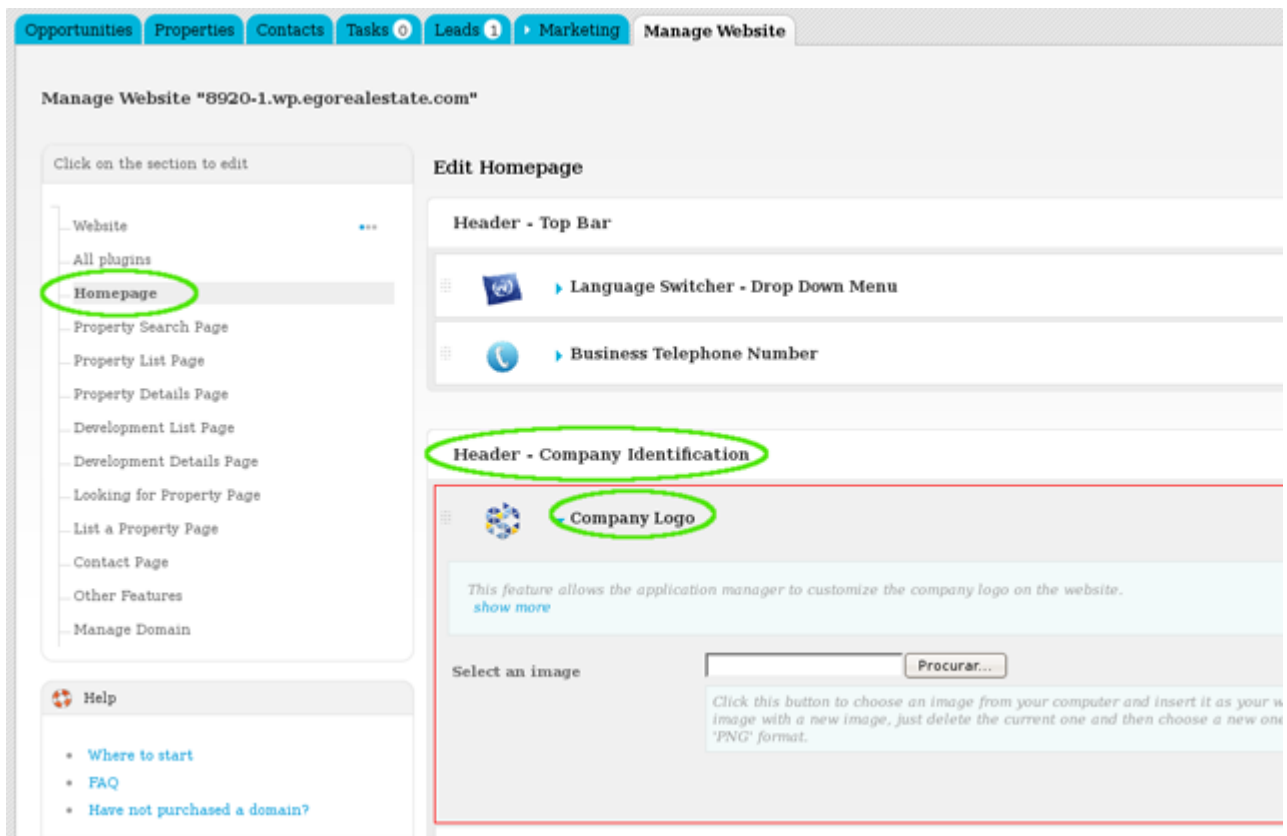 Opportunities Properties Contacts Tasks 0 Leads 1 Marketing Manage Website
Manage Website "8920-1.wp.egorealestate.com"
Click on the section to edit
Website
All plugins
Homepage
Property Search Page
Property List Page
Property Details Page
Development List Page
Development Details Page
Looking for Property Page
List a Property Page
Contact Page
Other Features
Manage Domain
Help
Where to start
FAQ
Have not purchased a domain?
Edit Homepage
Header - Top Bar
Language Switcher - Drop Down Menu
Business Telephone Number
Header - Company Identification
Company Logo
This feature allows the application manager to customize the company logo on the website.
show more
Select an image
Procurar...
Click this button to choose an image from your computer and insert it as your w
image with a new image, just delete the current one and then choose a new one
'PNG' format.